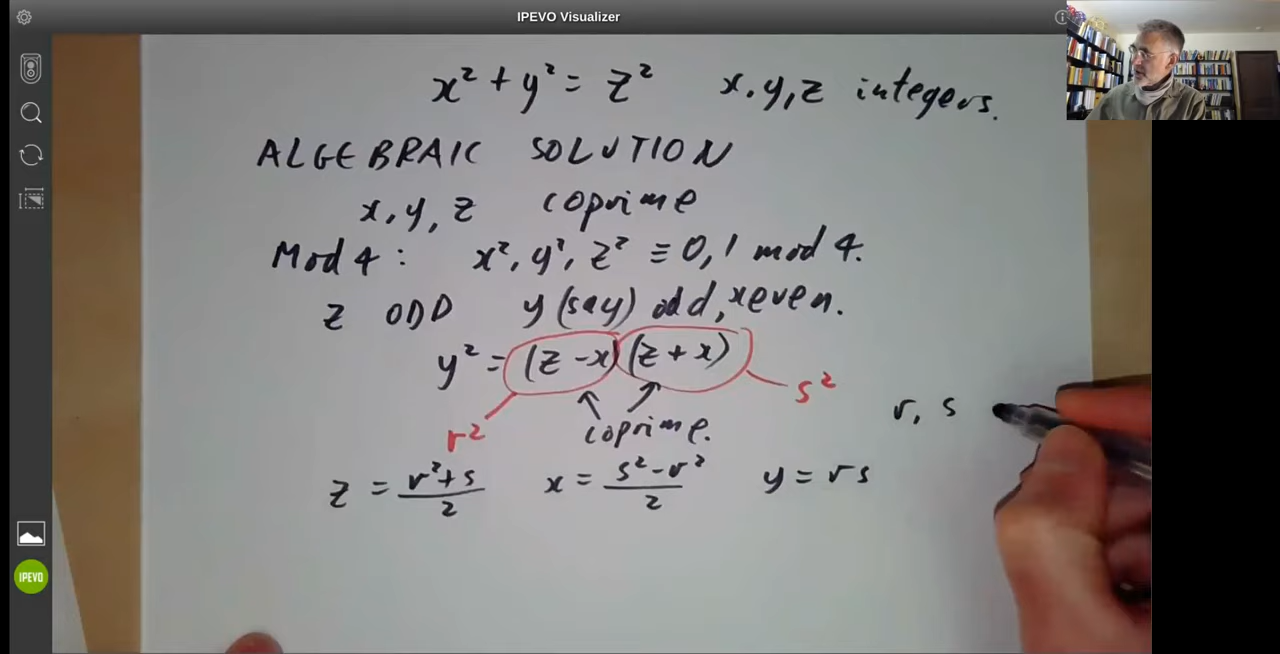 IPEVO Visualizer
x² + y² = z² x, y, z integers.
ALGEBRAIC SOLUTION
x, y, z coprime
Mod 4: x², y², z² ≡ 0, 1 mod 4.
z ODD y (say) odd, x even.
y² = (z - x)(z + x)
s²
r, s
r² coprime.
z = (r² + s)/2 x = (s² - r²)/2 y = rs
IPEVO